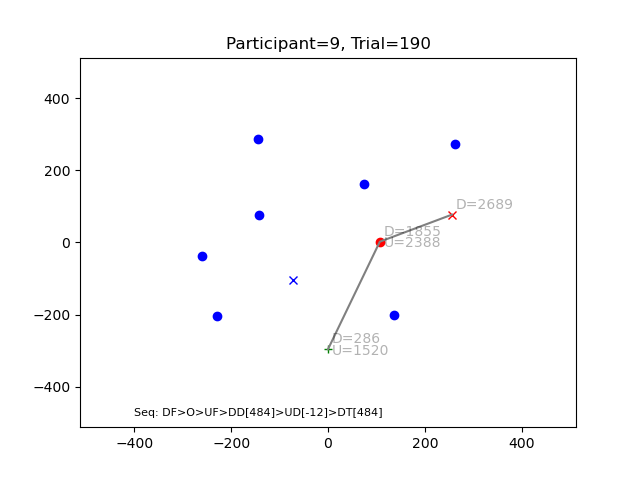 Participant=9, Trial=190
400
200
0
−200
−400
D=2689
D=1855
U=2388
D=286
U=1520
Seq: DF>O>UF>DD[484]>UD[-12]>DT[484]
−400
−200
0
200
400